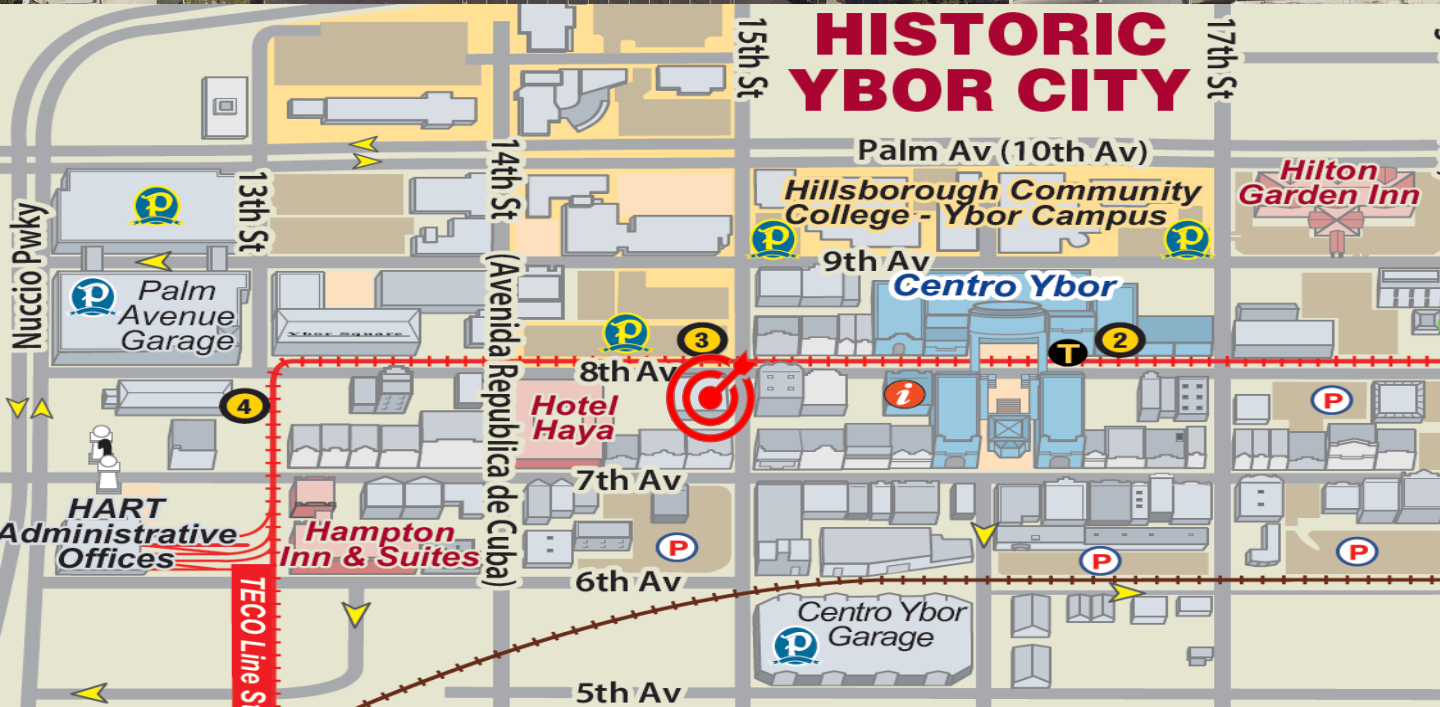 HISTORIC
YBOR CITY
15th St
17th St
Palm Av (10th Av)
Hilton
Garden Inn
Hillsborough Community
College - Ybor Campus
P
P
P
13th St
14th St
(Avenida Republica de Cuba)
Nuccio Pwky
9th Av
Centro Ybor
P
Palm
Avenue
Garage
Ybor Square
P
3
T
2
8th Av
4
i
P
Hotel
Haya
7th Av
HART
Administrative
Offices
Hampton
Inn & Suites
P
P
P
6th Av
TECO Line S
Centro Ybor
Garage
P
5th Av